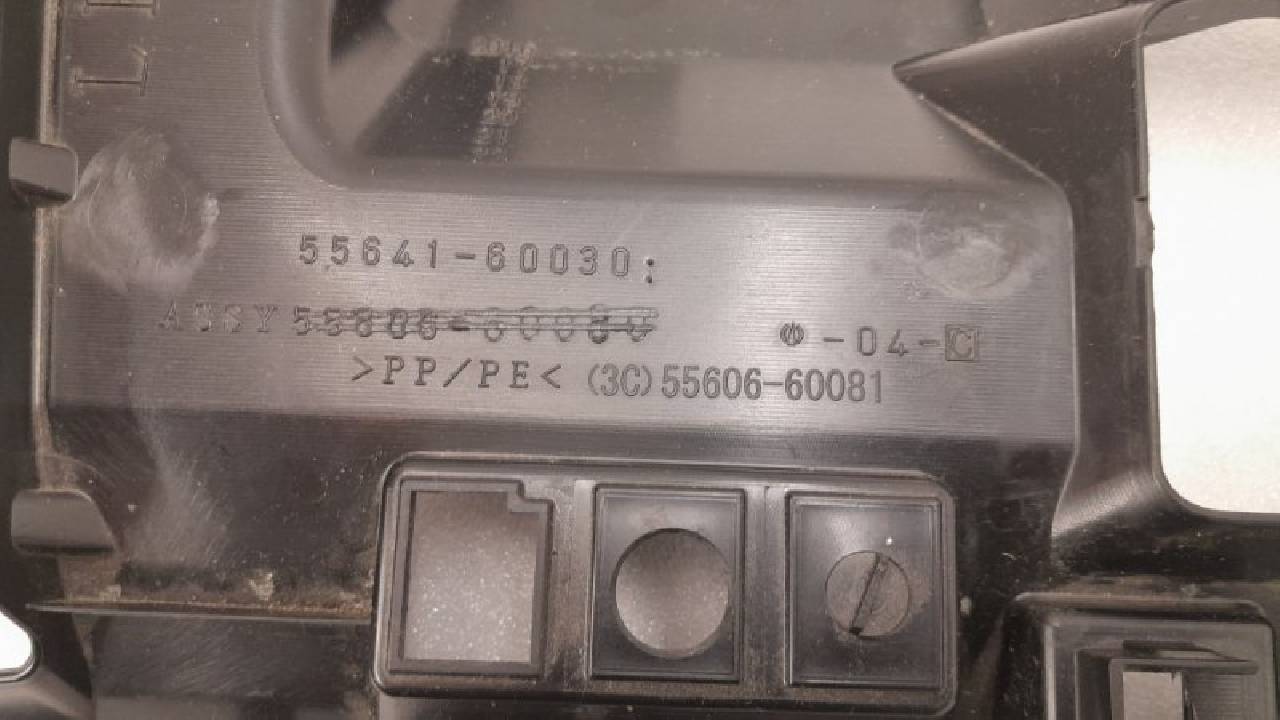 55641-60030:
ASSY
-04-C
>PP/PE< (3C)55606-60081